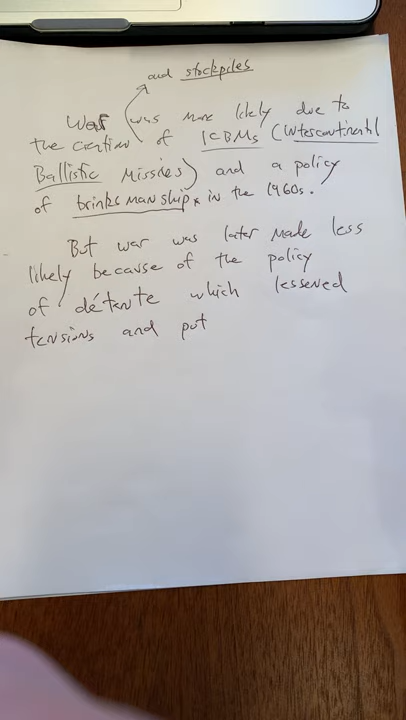 and stockpiles
War was more likely due to
the creation of ICBMs (Intercontinental
Ballistic Missiles) and a policy
of brinksmanship in the 1960s.
But war was later made less
likely because of the policy
of détente which lessened
tensions and put